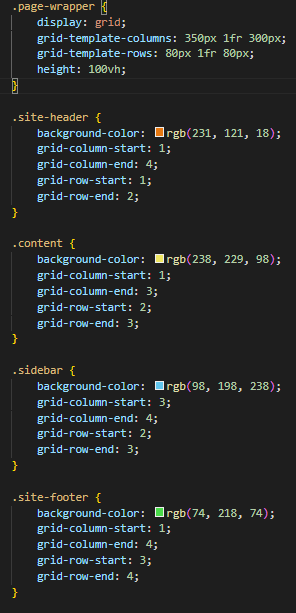 .page-wrapper {
    display: grid;
    grid-template-columns: 350px 1fr 300px;
    grid-template-rows: 80px 1fr 80px;
    height: 100vh;
}

.site-header {
    background-color: rgb(231, 121, 18);
    grid-column-start: 1;
    grid-column-end: 4;
    grid-row-start: 1;
    grid-row-end: 2;
}

.content {
    background-color: rgb(238, 229, 98);
    grid-column-start: 1;
    grid-column-end: 3;
    grid-row-start: 2;
    grid-row-end: 3;
}

.sidebar {
    background-color: rgb(98, 198, 238);
    grid-column-start: 3;
    grid-column-end: 4;
    grid-row-start: 2;
    grid-row-end: 3;
}

.site-footer {
    background-color: rgb(74, 218, 74);
    grid-column-start: 1;
    grid-column-end: 4;
    grid-row-start: 3;
    grid-row-end: 4;
}